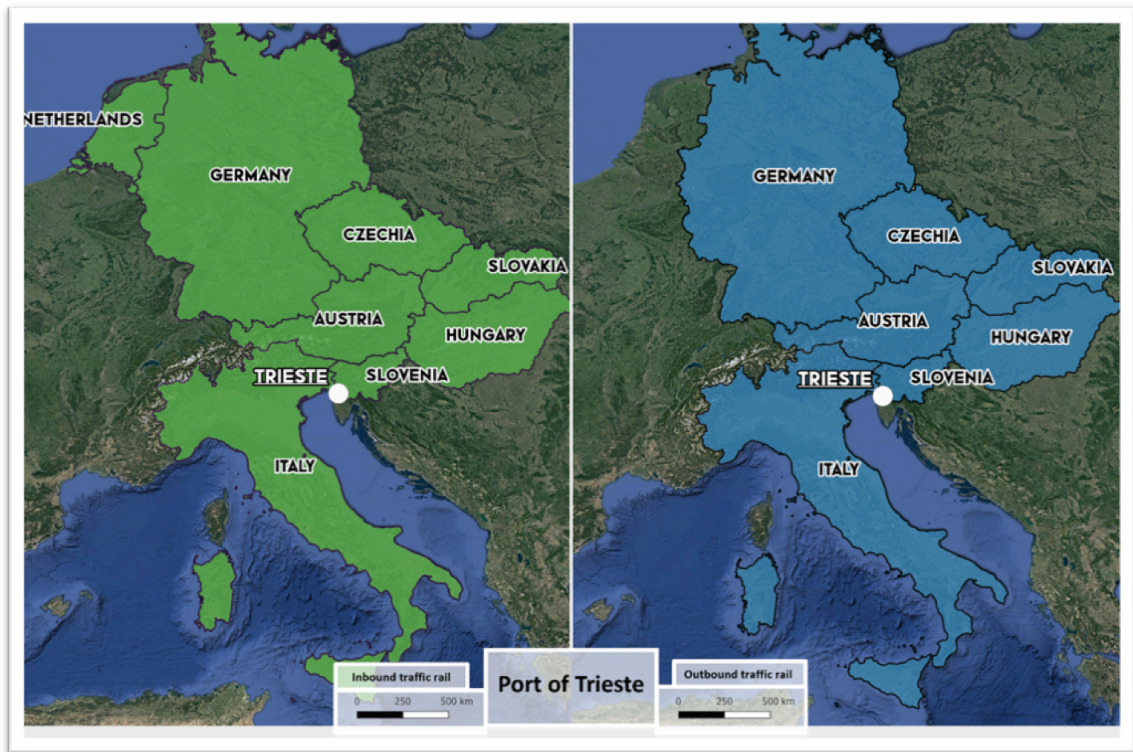 NETHERLANDS
GERMANY
CZECHIA
SLOVAKIA
AUSTRIA
HUNGARY
TRIESTE
SLOVENIA
ITALY
Inbound traffic rail
0 250 500 km
GERMANY
CZECHIA
SLOVAKIA
AUSTRIA
HUNGARY
TRIESTE
SLOVENIA
ITALY
Port of Trieste
Outbound traffic rail
0 250 500 km